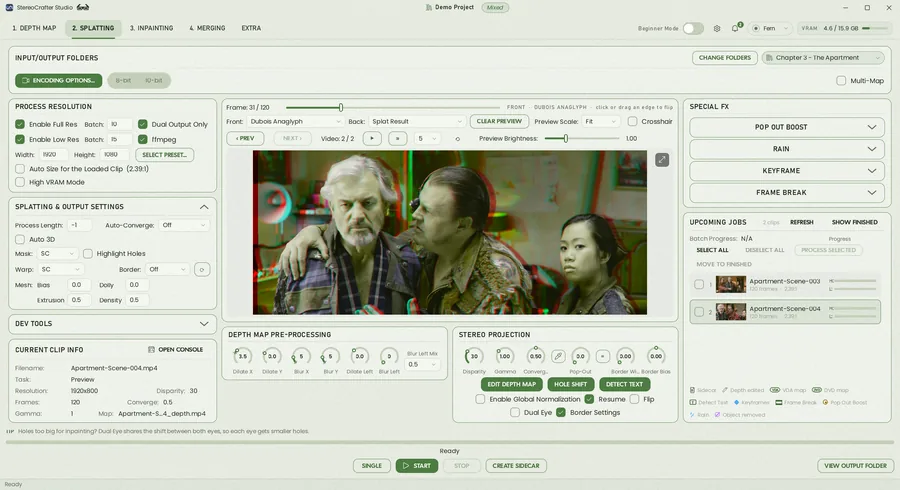 StereoCrafter Studio
Demo Project
Mixed
1. DEPTH MAP
2. SPLATTING
3. INPAINTING
4. MERGING
EXTRA
Beginner Mode
Fern
VRAM 4.6 / 15.9 GB
INPUT/OUTPUT FOLDERS
CHANGE FOLDERS
Chapter 3 - The Apartment
ENCODING OPTIONS...
8-bit 10-bit
Multi-Map
PROCESS RESOLUTION
Enable Full Res Batch: 10 Dual Output Only
Enable Low Res Batch: 15 ffmpeg
Width: 1920 Height: 1080 SELECT PRESET...
Auto Size for the Loaded Clip (2.39:1)
High VRAM Mode
SPLATTING & OUTPUT SETTINGS
Process Length: -1 Auto-Converge: Off
Auto 3D
Mask: SC Highlight Holes
Warp: SC Border: Off
Mesh: Bias 0.0 Dolly 0.0
Extrusion 0.5 Density 0.5
DEV TOOLS
CURRENT CLIP INFO
OPEN CONSOLE
Filename: Apartment-Scene-004.mp4
Task: Preview
Resolution: 1920x800 Disparity: 30
Frames: 120 Converge: 0.5
Gamma: 1 Map: Apartment-S...4_depth.mp4
Frame: 31 / 120
FRONT · DUBOIS ANAGLYPH · click or drag an edge to flip
Front: Dubois Anaglyph Back: Splat Result CLEAR PREVIEW Preview Scale: Fit Crosshair
‹ PREV NEXT › Video: 2 / 2 5 Preview Brightness: 1.00
DEPTH MAP PRE-PROCESSING
3.5 0.0 5 5 0.0 3
Dilate X Dilate Y Blur X Blur Y Dilate Left Blur Left
Blur Left Mix
0.5
STEREO PROJECTION
30 1.00 0.50 0.0 0.00 0.00
Disparity Gamma Converg... Pop-Out Border Wi... Border Bias
EDIT DEPTH MAP HOLE SHIFT DETECT TEXT
Enable Global Normalization Resume Flip
Dual Eye Border Settings
SPECIAL FX
POP OUT BOOST
RAIN
KEYFRAME
FRAME BREAK
UPCOMING JOBS 2 clips REFRESH SHOW FINISHED
Batch Progress: N/A Progress
SELECT ALL DESELECT ALL PROCESS SELECTED
MOVE TO FINISHED
1 Apartment-Scene-003
2 Apartment-Scene-004
Sidecar Depth edited VDA map DVD map
Detect Text Keyframes Frame Break Pop Out Boost
Rain Object removed
TIP Holes too big for inpainting? Dual Eye shares the shift between both eyes, so each eye gets smaller holes.
Ready
SINGLE START STOP CREATE SIDECAR
VIEW OUTPUT FOLDER
Ready